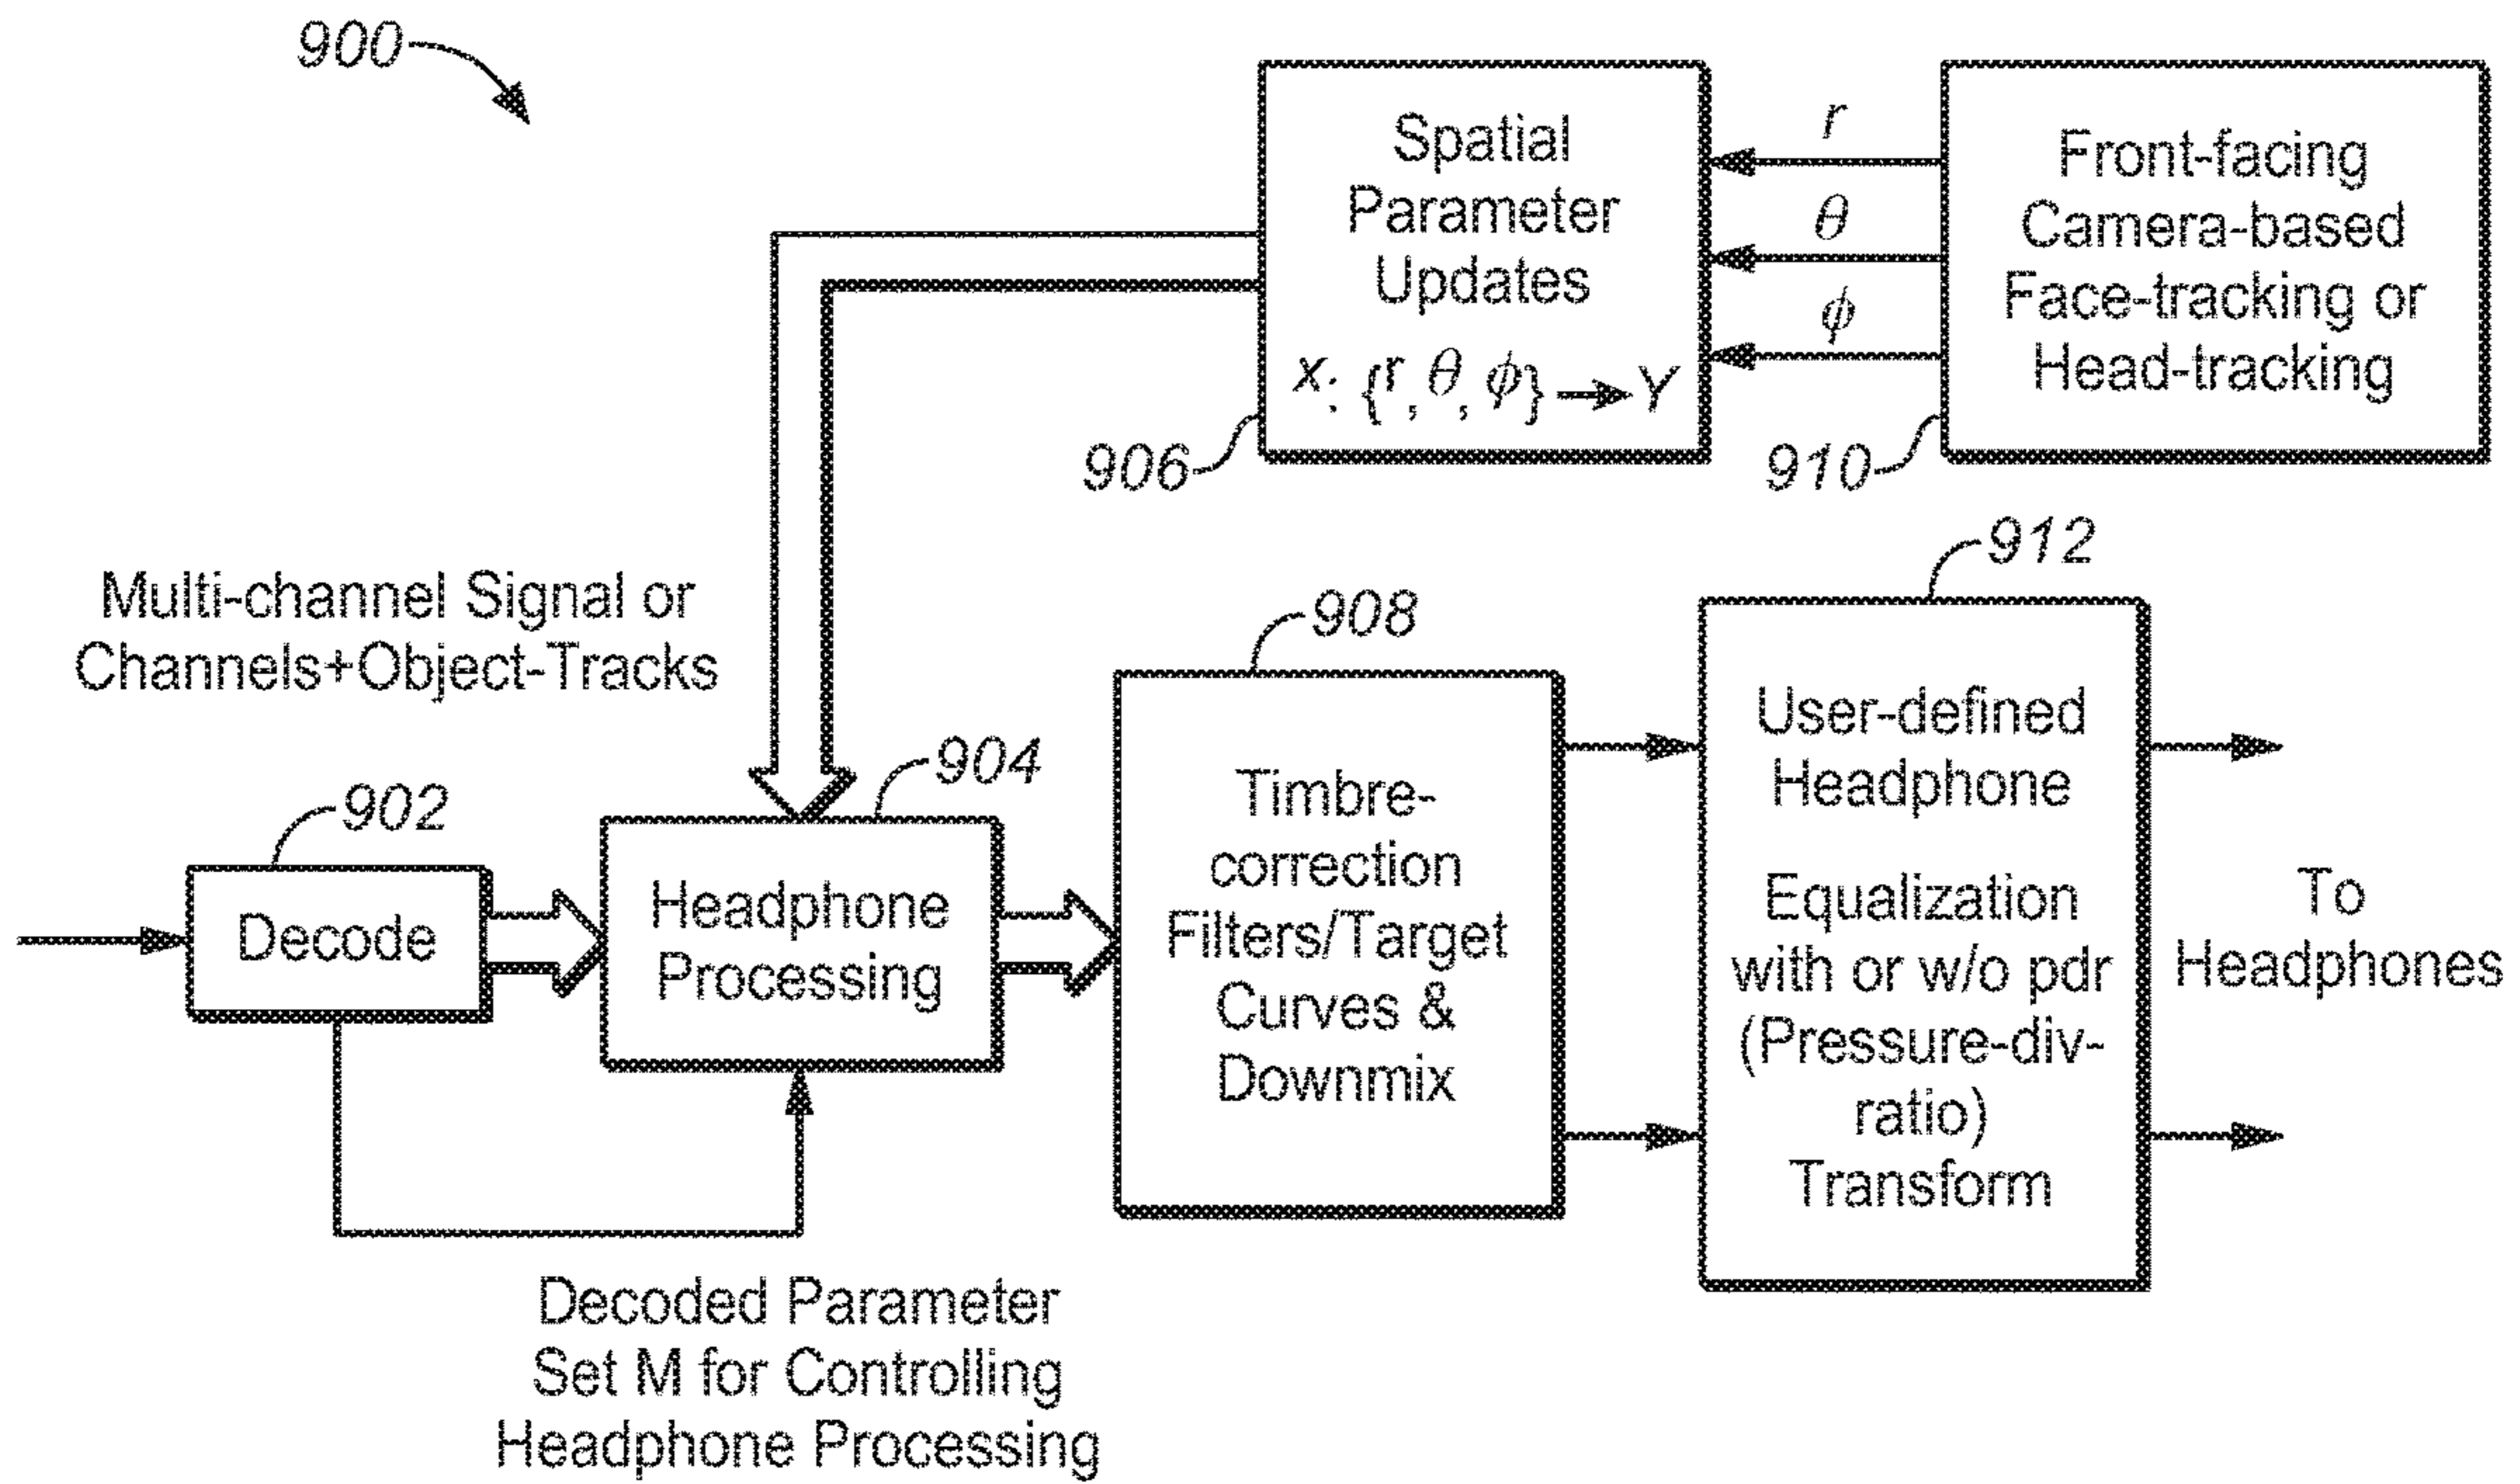 900
Spatial
Parameter
Updates
x: {r, θ, ϕ} → Y
906
r
θ
ϕ
Front-facing
Camera-based
Face-tracking or
Head-tracking
910
Multi-channel Signal or
Channels+Object-Tracks
902
Decode
904
Headphone
Processing
908
Timbre-
correction
Filters/Target
Curves &
Downmix
912
User-defined
Headphone
Equalization
with or w/o pdr
(Pressure-div-
ratio)
Transform
To
Headphones
Decoded Parameter
Set M for Controlling
Headphone Processing